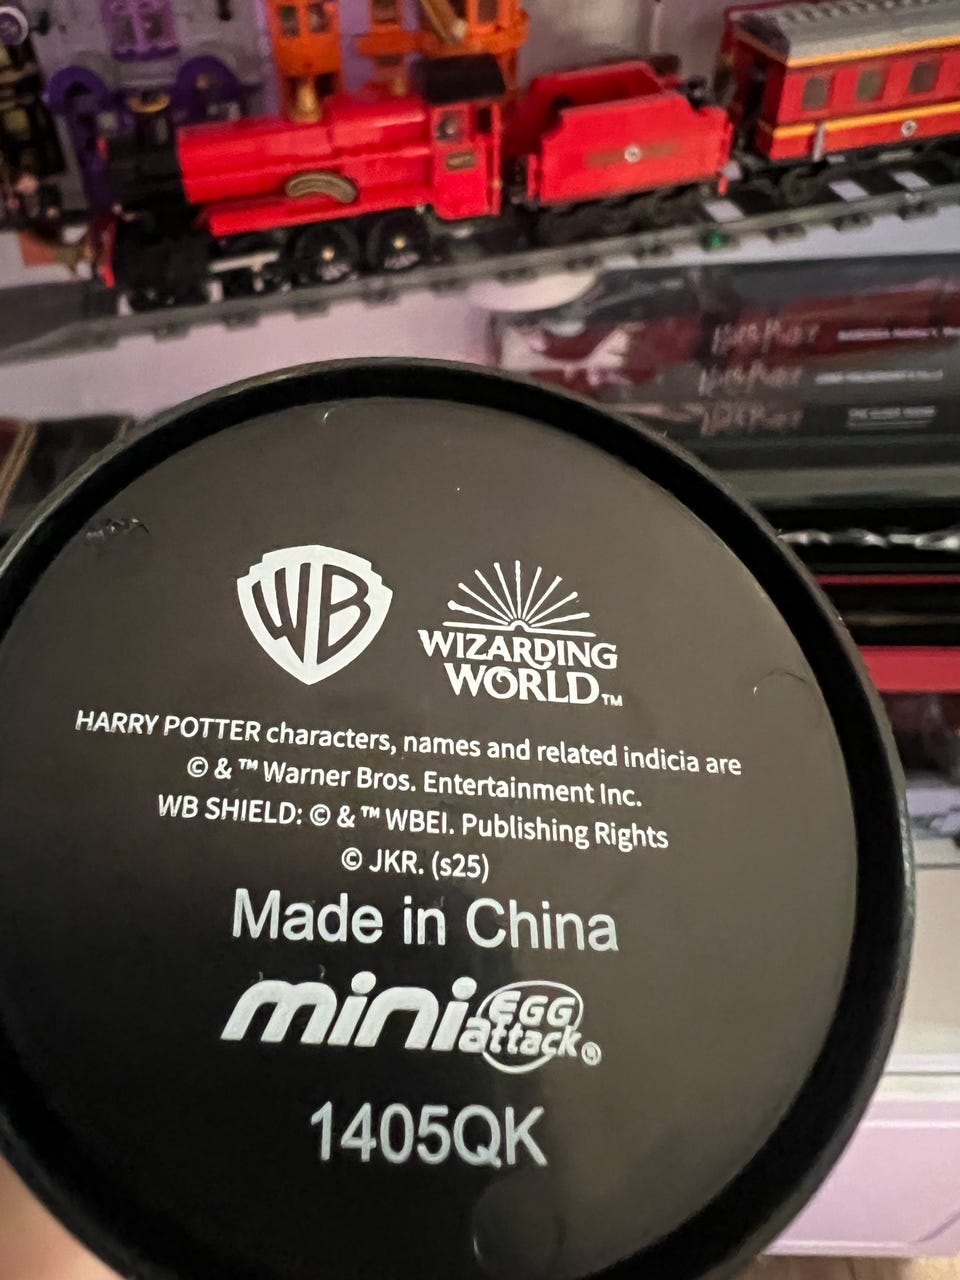 WB
WIZARDING
WORLD™
HARRY POTTER characters, names and related indicia are
© & ™ Warner Bros. Entertainment Inc.
WB SHIELD: © & ™ WBEI. Publishing Rights
© JKR. (s25)
Made in China
mini EGG
attack®
1405QK